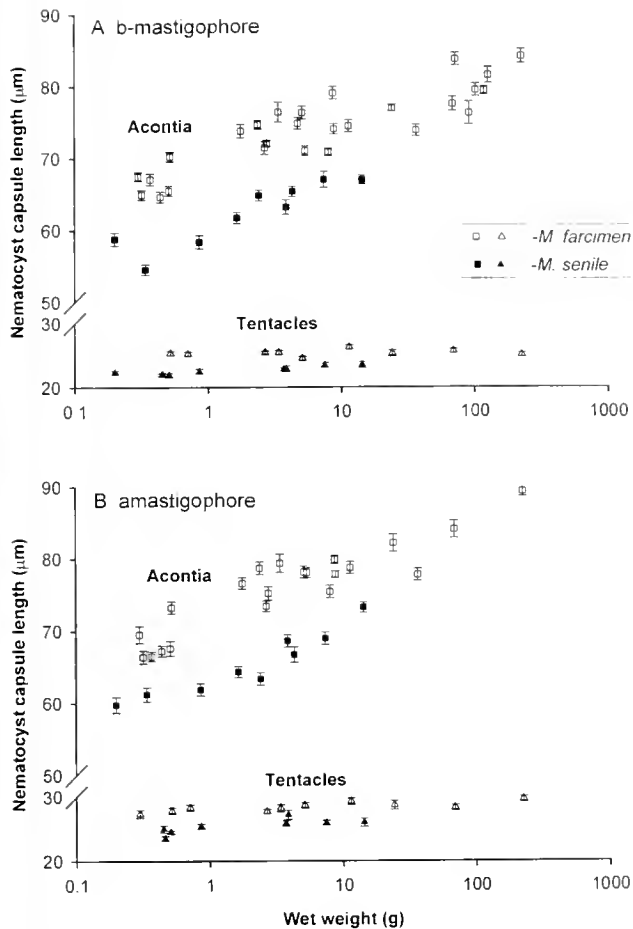 A b-mastigophore
Nematocyst capsule length (μm)
90
80
70
60
50
30
20
Acontia
-M farcimen
-M. senile
Tentacles
0 1
1
10
100
1000
B amastigophore
Nematocyst capsule length (μm)
90
80
70
60
50
30
20
Acontia
Tentacles
0.1
1
10
100
1000
Wet weight (g)